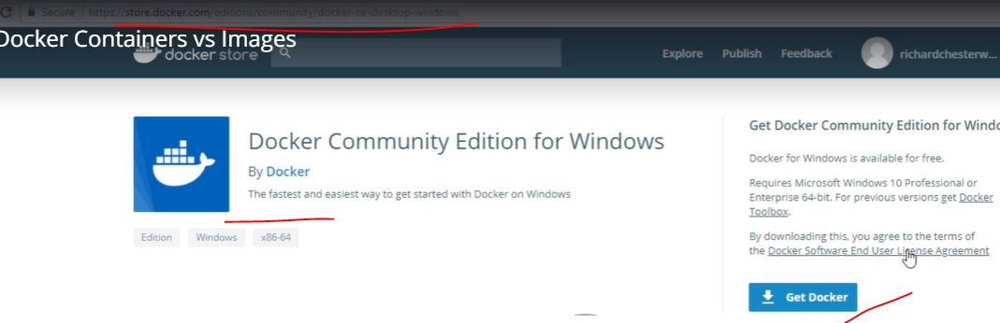 Secure https://store.docker.com/editions/community/docker-ce-desktop-windows
Docker Containers vs Images
docker store
Explore Publish Feedback richardchesterw...
Docker Community Edition for Windows
By Docker
The fastest and easiest way to get started with Docker on Windows
Edition Windows x86-64
Get Docker Community Edition for Windo
Docker for Windows is available for free.
Requires Microsoft Windows 10 Professional or
Enterprise 64-bit. For previous versions get Docker
Toolbox.
By downloading this, you agree to the terms of
the Docker Software End User License Agreement
Get Docker